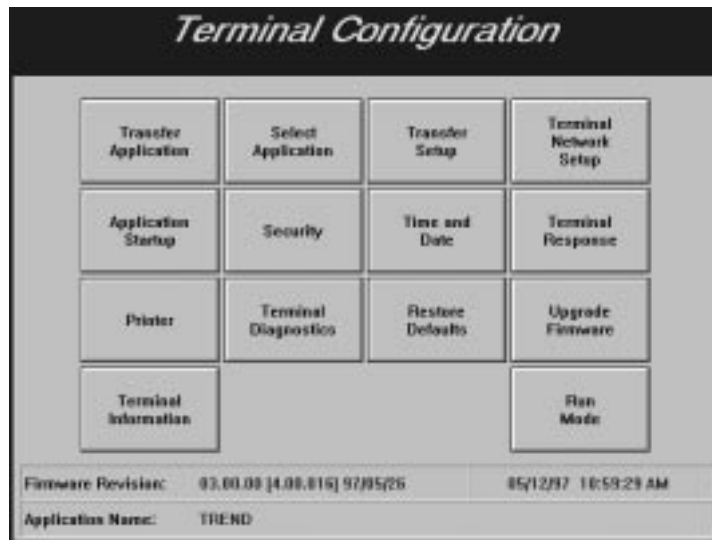 Terminal Configuration
Transfer
Application
Select
Application
Transfer
Setup
Terminal
Network
Setup
Application
Startup
Security
Time and
Date
Terminal
Response
Printer
Terminal
Diagnostics
Restore
Defaults
Upgrade
Firmware
Terminal
Information
Run
Mode
Firmware Revision: 03.00.00 [4.00.016] 97/05/26 05/12/97 10:59:29 AM
Application Name: TREND